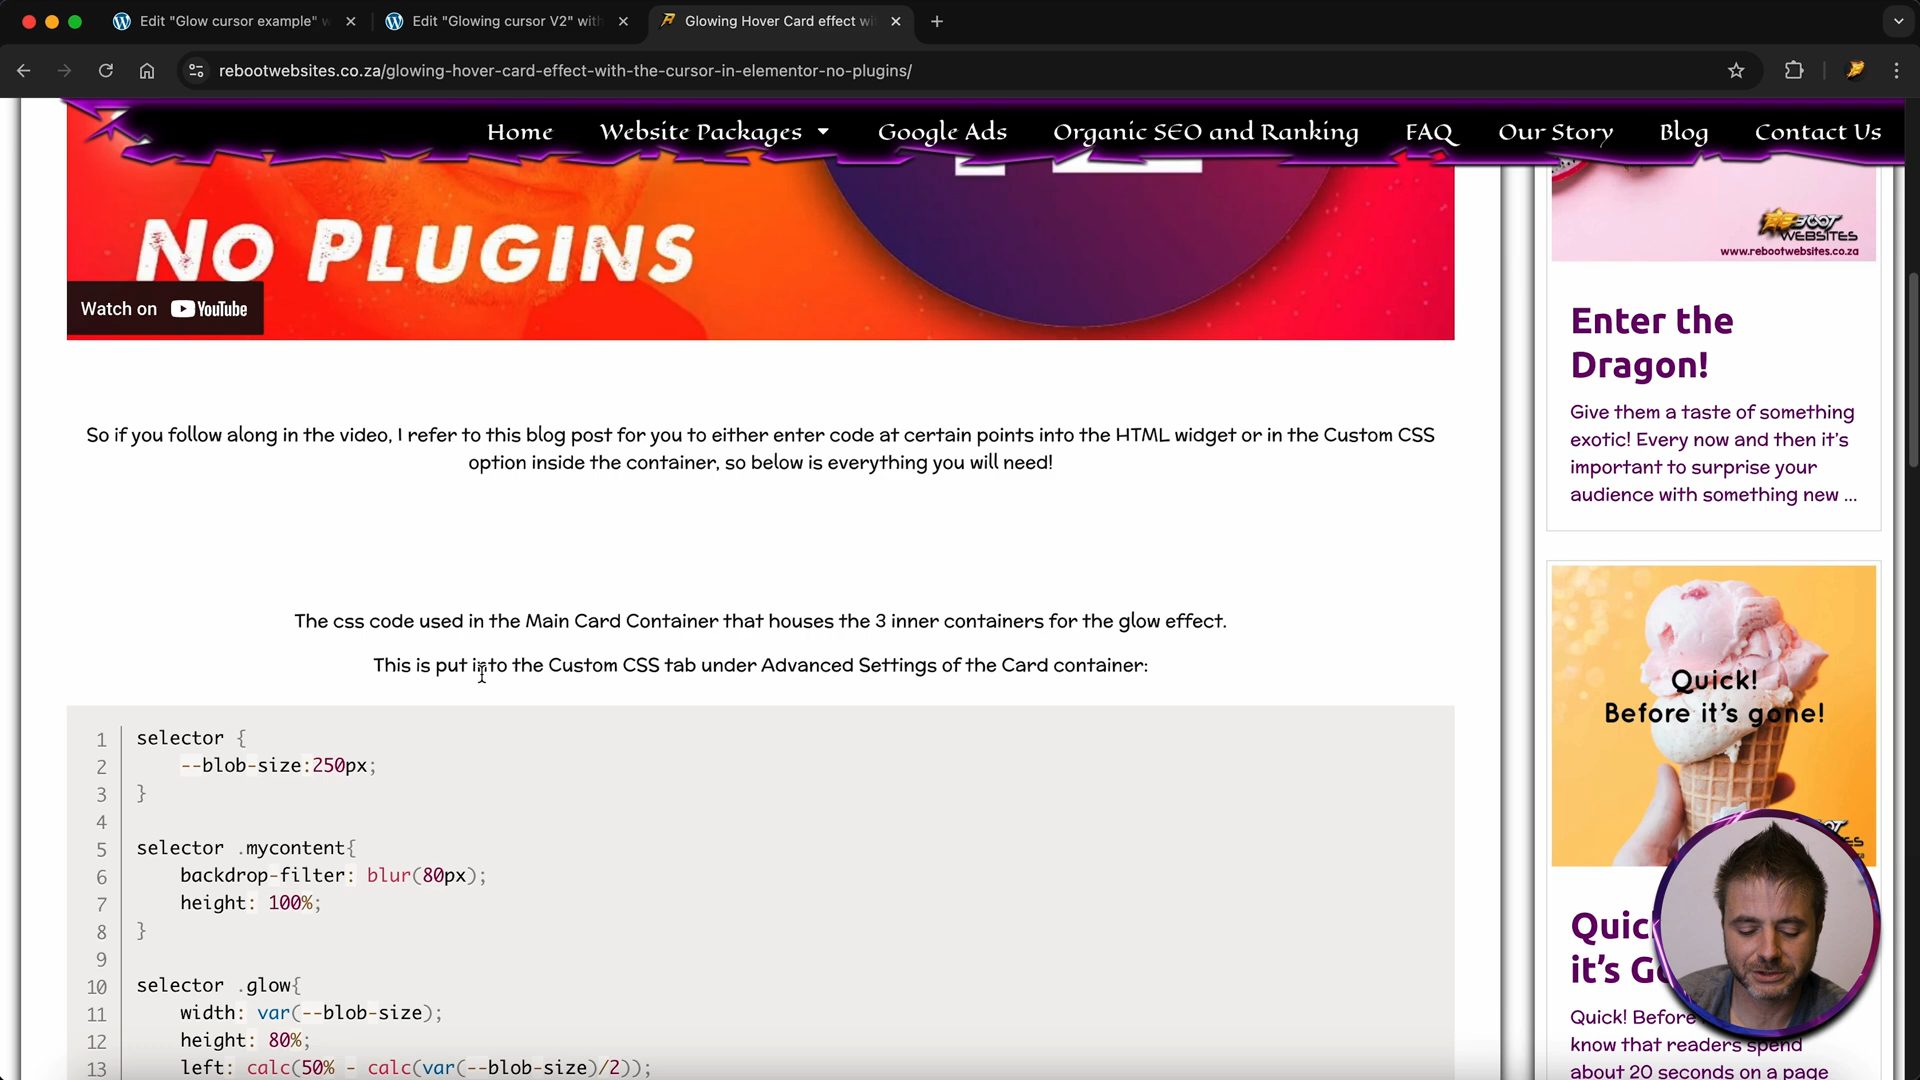 Edit "Glow cursor example" w
Edit "Glowing cursor V2" with
Glowing Hover Card effect wi
rebootwebsites.co.za/glowing-hover-card-effect-with-the-cursor-in-elementor-no-plugins/
Home Website Packages Google Ads Organic SEO and Ranking FAQ Our Story Blog Contact Us
NO PLUGINS
Watch on YouTube
So if you follow along in the video, I refer to this blog post for you to either enter code at certain points into the HTML widget or in the Custom CSS
option inside the container, so below is everything you will need!
The css code used in the Main Card Container that houses the 3 inner containers for the glow effect.
This is put into the Custom CSS tab under Advanced Settings of the Card container:
1 selector {
2 --blob-size:250px;
3 }
4
5 selector .mycontent{
6 backdrop-filter: blur(80px);
7 height: 100%;
8 }
9
10 selector .glow{
11 width: var(--blob-size);
12 height: 80%;
13 left: calc(50% - calc(var(--blob-size)/2));
REBOOT
WEBSITES
www.rebootwebsites.co.za
Enter the
Dragon!
Give them a taste of something
exotic! Every now and then it's
important to surprise your
audience with something new ...
Quick!
Before it's gone!
Quic
it's G
Quick! Before
know that readers spend
about 20 seconds on a page